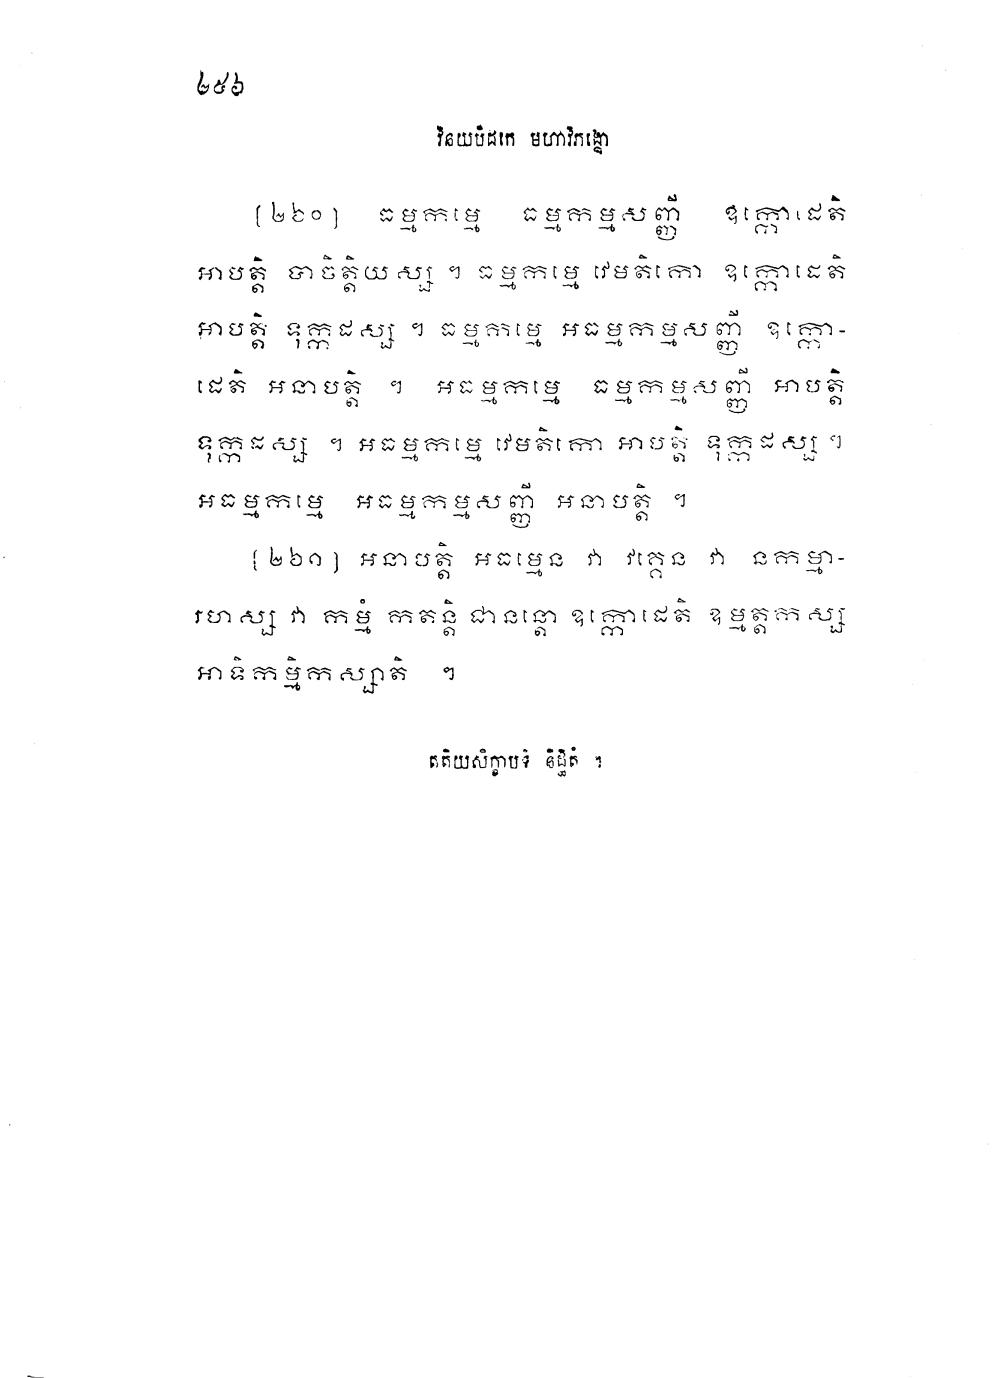 ២៥៦
វិនយបិដកេ មហាវិភង្គោ
[២៦០] ធម្មកម្មេ ធម្មកម្មសញ្ញី ឧក្កោដេតិ
អាបត្តិ បាចិត្តិយស្ស ។ ធម្មកម្មេ វេមតិកោ ឧក្កោដេតិ
អាបត្តិ ទុក្កដស្ស ។ ធម្មកម្មេ អធម្មកម្មសញ្ញី ឧក្កោ-
ដេតិ អនាបត្តិ ។ អធម្មកម្មេ ធម្មកម្មសញ្ញី អាបត្តិ
ទុក្កដស្ស ។ អធម្មកម្មេ វេមតិកោ អាបត្តិ ទុក្កដស្ស ។
អធម្មកម្មេ អធម្មកម្មសញ្ញី អនាបត្តិ ។
[២៦១] អនាបត្តិ អធម្មេន វា វគ្គេន វា នកម្មា-
រហស្ស វា កម្មំ កតន្តិ ជានន្តោ ឧក្កោដេតិ ឧម្មត្តកស្ស
អាទិកម្មិកស្សាតិ ។
តតិយសិក្ខាបទំ និដ្ឋិតំ ។